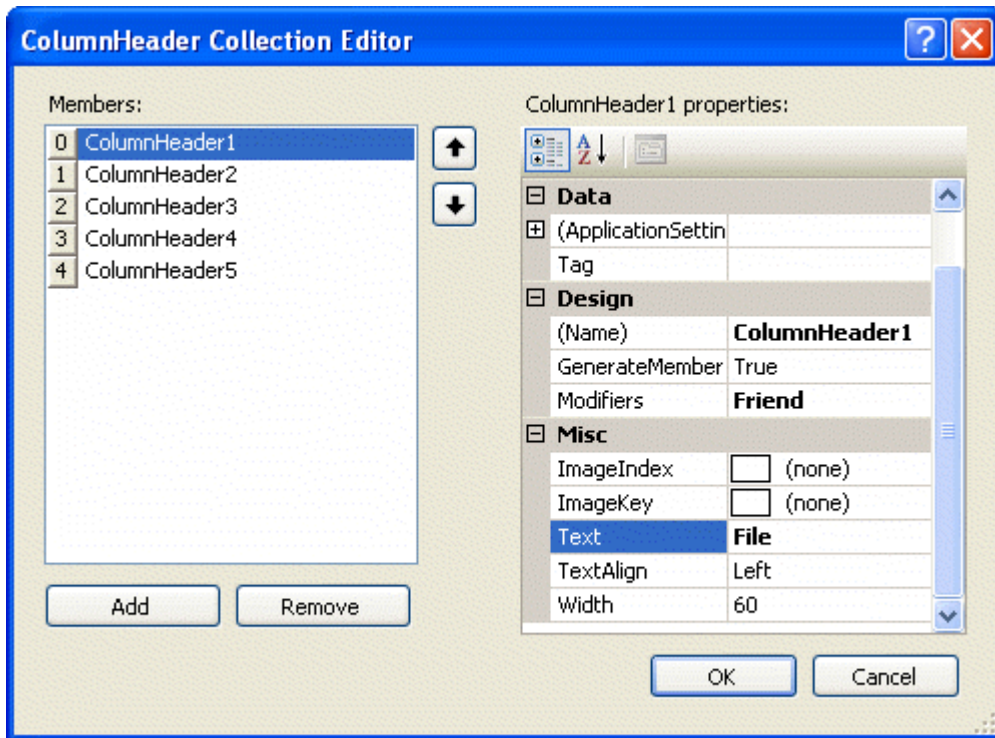 ColumnHeader Collection Editor
Members:
0 ColumnHeader1
1 ColumnHeader2
2 ColumnHeader3
3 ColumnHeader4
4 ColumnHeader5
Add Remove
ColumnHeader1 properties:
Data
(ApplicationSettin
Tag
Design
(Name) ColumnHeader1
GenerateMember True
Modifiers Friend
Misc
ImageIndex (none)
ImageKey (none)
Text File
TextAlign Left
Width 60
OK Cancel